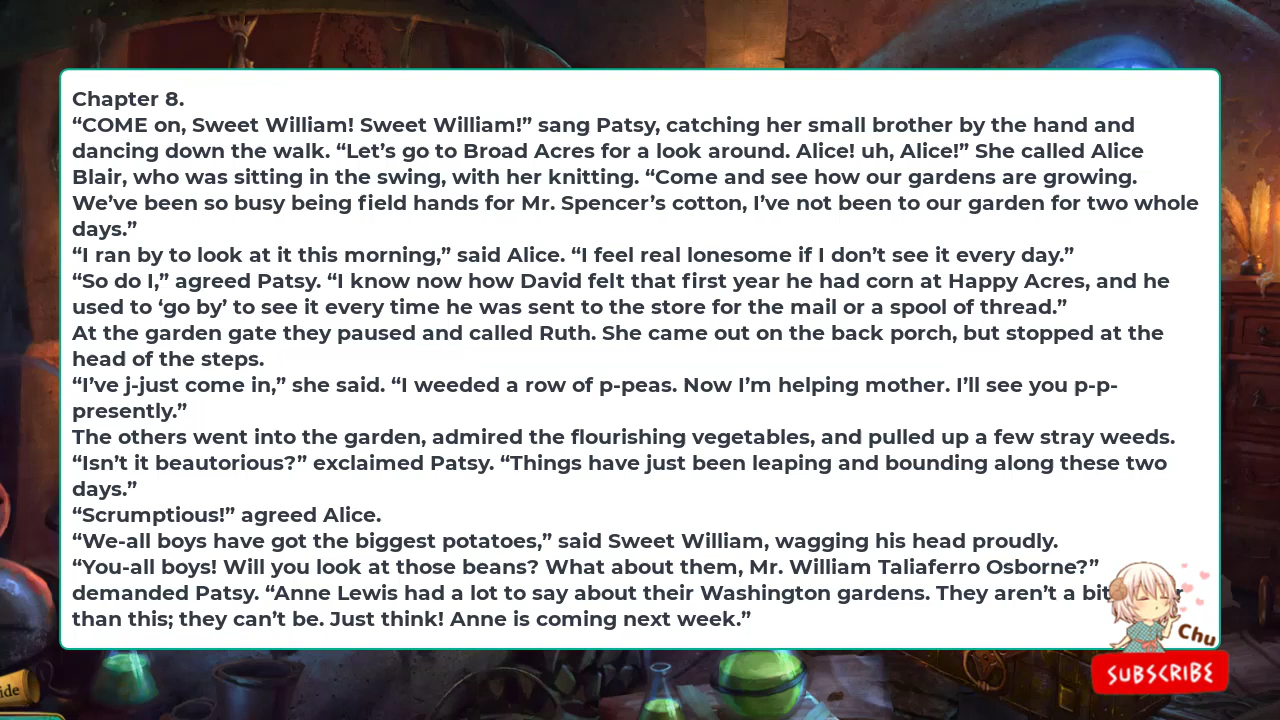 Chapter 8.
“COME on, Sweet William! Sweet William!” sang Patsy, catching her small brother by the hand and
dancing down the walk. “Let’s go to Broad Acres for a look around. Alice! uh, Alice!” She called Alice
Blair, who was sitting in the swing, with her knitting. “Come and see how our gardens are growing.
We’ve been so busy being field hands for Mr. Spencer’s cotton, I’ve not been to our garden for two whole
days.”
“I ran by to look at it this morning,” said Alice. “I feel real lonesome if I don’t see it every day.”
“So do I,” agreed Patsy. “I know now how David felt that first year he had corn at Happy Acres, and he
used to ‘go by’ to see it every time he was sent to the store for the mail or a spool of thread.”
At the garden gate they paused and called Ruth. She came out on the back porch, but stopped at the
head of the steps.
“I’ve j-just come in,” she said. “I weeded a row of p-peas. Now I’m helping mother. I’ll see you p-p-
presently.”
The others went into the garden, admired the flourishing vegetables, and pulled up a few stray weeds.
“Isn’t it beautorious?” exclaimed Patsy. “Things have just been leaping and bounding along these two
days.”
“Scrumptious!” agreed Alice.
“We-all boys have got the biggest potatoes,” said Sweet William, wagging his head proudly.
“You-all boys! Will you look at those beans? What about them, Mr. William Taliaferro Osborne?”
demanded Patsy. “Anne Lewis had a lot to say about their Washington gardens. They aren’t a bit
than this; they can’t be. Just think! Anne is coming next week.”
Chu
SUBSCRIBE
ide